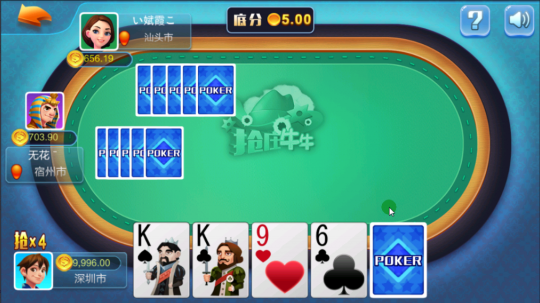 底分 5.00
?
い斌霞こ
汕头市
656.19
POKER
抢庄牛牛
703.90
POKER
无花
宿州市
抢×4
9,996.00
深圳市
K
K
9
6
POKER